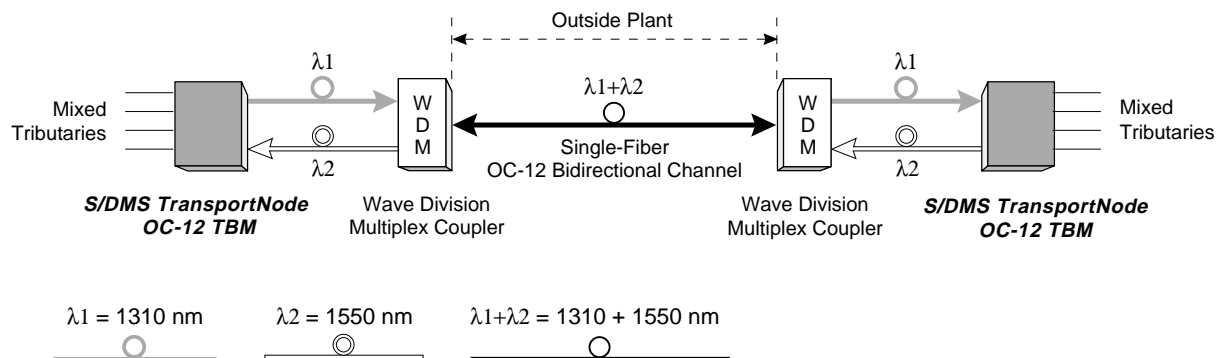 Outside Plant
λ1
λ1+λ2
λ1
Mixed
Tributaries
W
D
M
W
D
M
Mixed
Tributaries
λ2
Single-Fiber
OC-12 Bidirectional Channel
λ2
S/DMS TransportNode
OC-12 TBM
Wave Division
Multiplex Coupler
Wave Division
Multiplex Coupler
S/DMS TransportNode
OC-12 TBM
λ1 = 1310 nm
λ2 = 1550 nm
λ1+λ2 = 1310 + 1550 nm